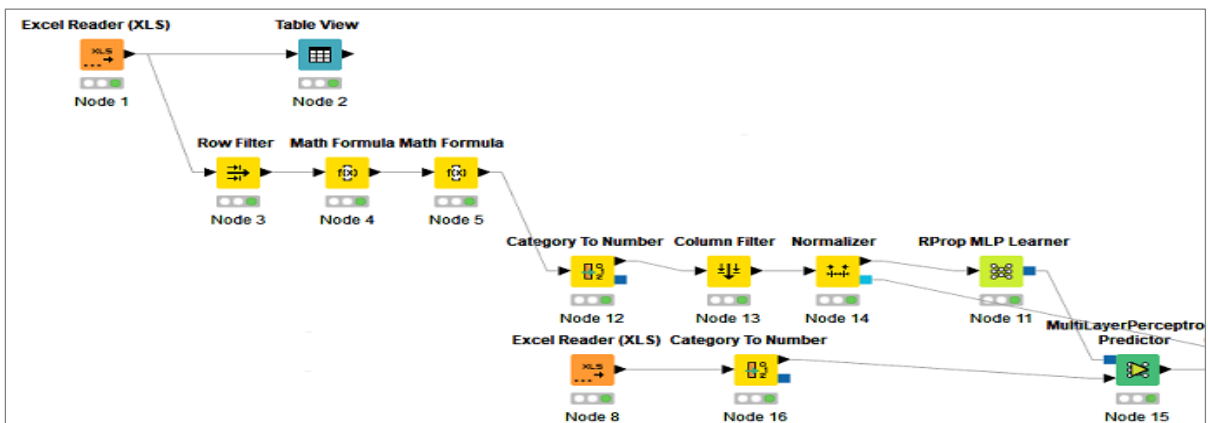 Excel Reader (XLS)
Table View
XLS
Node 1
Node 2
Row Filter
Math Formula
Math Formula
f(x)
f(x)
Node 3
Node 4
Node 5
Category To Number
Column Filter
Normalizer
RProp MLP Learner
Node 12
Node 13
Node 14
Node 11
Excel Reader (XLS)
Category To Number
MultiLayerPerceptro
Predictor
XLS
Node 8
Node 16
Node 15